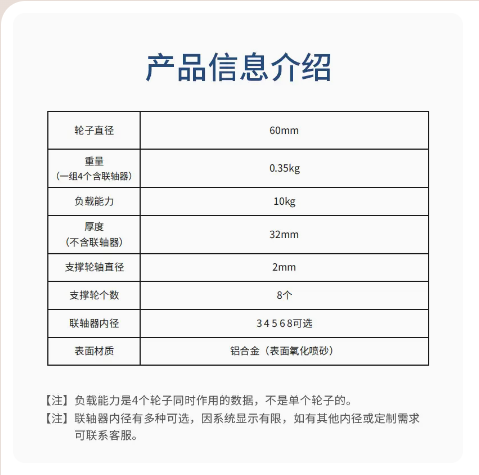 产品信息介绍
轮子直径 60mm
重量
（一组4个含联轴器） 0.35kg
负载能力 10kg
厚度
（不含联轴器） 32mm
支撑轮轴直径 2mm
支撑轮个数 8个
联轴器内径 3 4 5 6 8可选
表面材质 铝合金（表面氧化喷砂）
【注】负载能力是4个轮子同时作用的数据，不是单个轮子的。
【注】联轴器内径有多种可选，因系统显示有限，如有其他内径或定制需求
可联系客服。